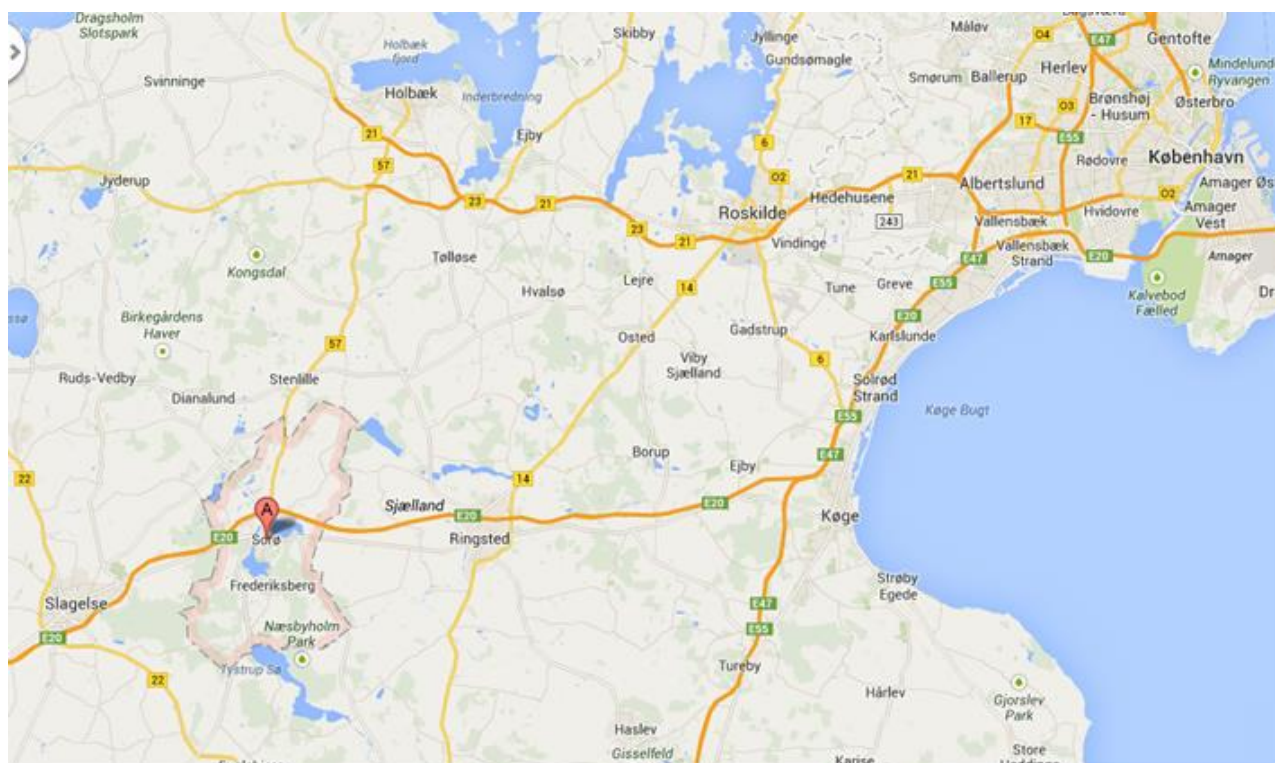 Dragsholm
Slotspark
Skibby
Jyllinge
Gundsømagle
Måløv
O4
E47
Gentofte
Holbæk
fjord
Svinninge
Holbæk
Inderbredning
Smørum
Ballerup
Herlev
Mindelund
Ryvangen
O3
Brønshøj
- Husum
Østerbro
21
Ejby
6
17
E55
57
Rødovre
København
Jyderup
O2
21
Albertslund
O2
Amager Øs
23
21
Hedehusene
Roskilde
243
Vallensbæk
Hvidovre
Amager
Vest
23
21
Vindinge
Vallensbæk
Strand
E47
E20
Amager
Kongsdal
Tølløse
Lejre
Hvalsø
14
Tune
Greve
E55
Kalvebod
Fælled
Dr
Birkegårdens
Haver
E20
Osted
Gadstrup
Karlslunde
57
Viby
Sjælland
6
Ruds-Vedby
Stenlille
Dianalund
Solrød
Strand
Køge Bugt
E55
Borup
E47
22
14
Ejby
Sjælland
A
E20
E20
Køge
E20
Sorø
Ringsted
Frederiksberg
Strøby
Egede
Slagelse
E47
Næsbyholm
Park
E55
E20
Tystrup Sø
Tureby
22
Hårlev
Gjorslev
Park
Haslev
Gisselfeld
Karise
Store